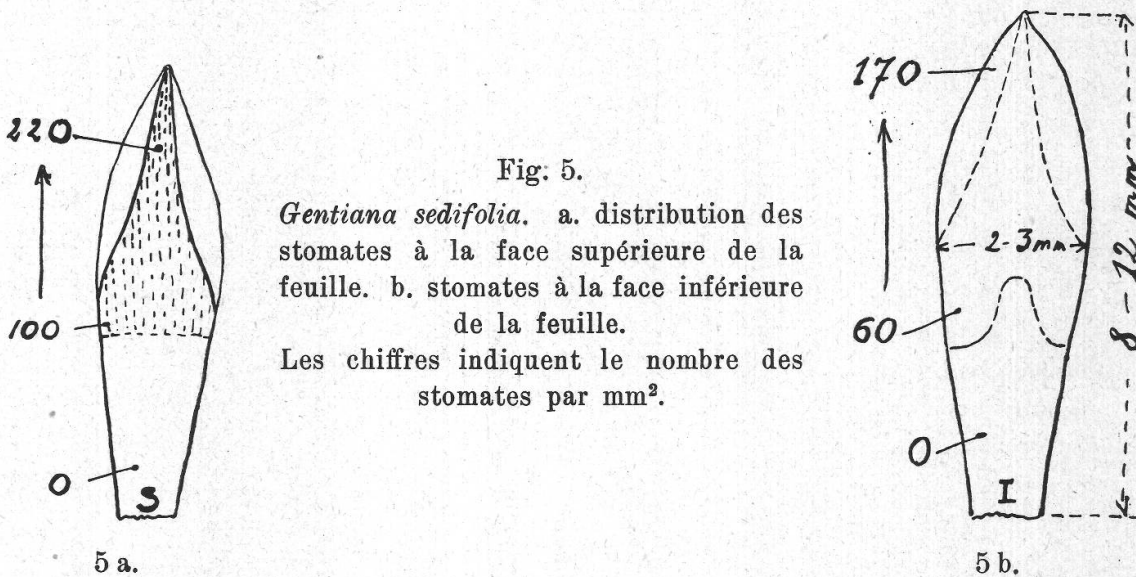 220
100
0
S
5 a.
Fig: 5.
Gentiana sedifolia. a. distribution des
stomates à la face supérieure de la
feuille. b. stomates à la face inférieure
de la feuille.
Les chiffres indiquent le nombre des
stomates par mm².
170
2-3mm
60
0
I
8-12 mm
5 b.